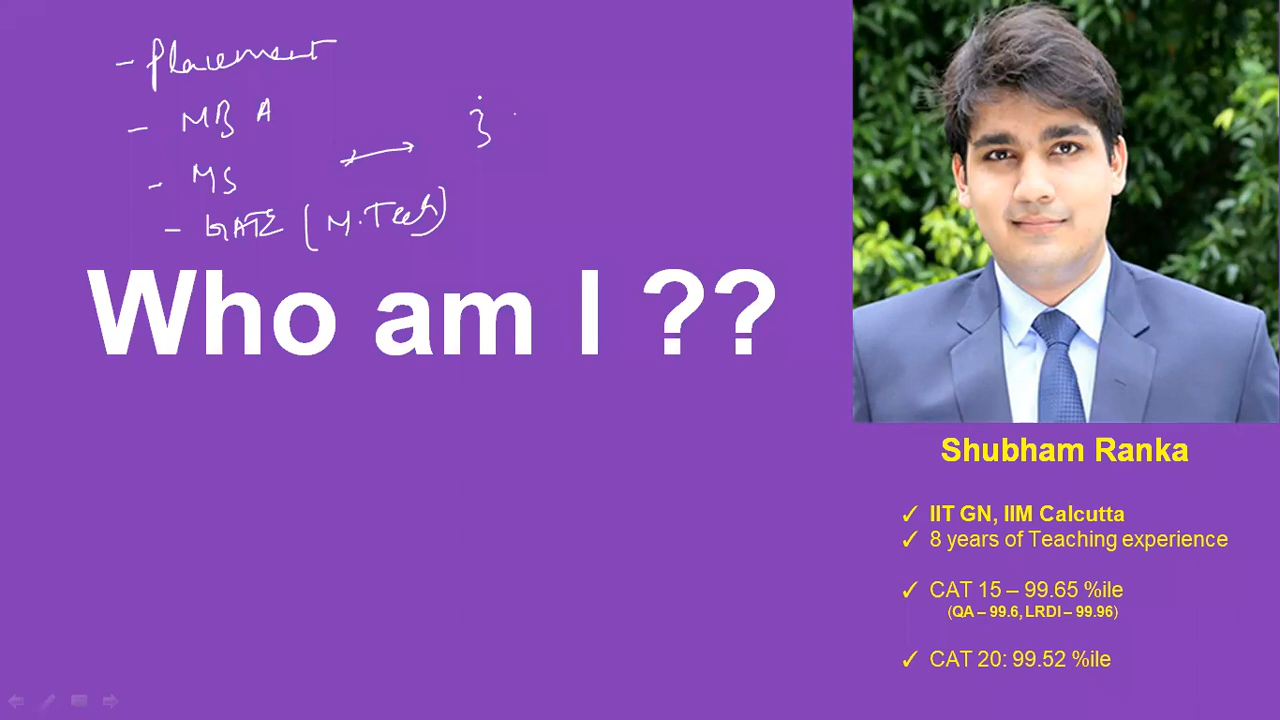 - Placement
- MBA
- MS
- GATE (M.Tech)
Who am I ??
Shubham Ranka
✓ IIT GN, IIM Calcutta
✓ 8 years of Teaching experience
✓ CAT 15 – 99.65 %ile
(QA – 99.6, LRDI – 99.96)
✓ CAT 20: 99.52 %ile